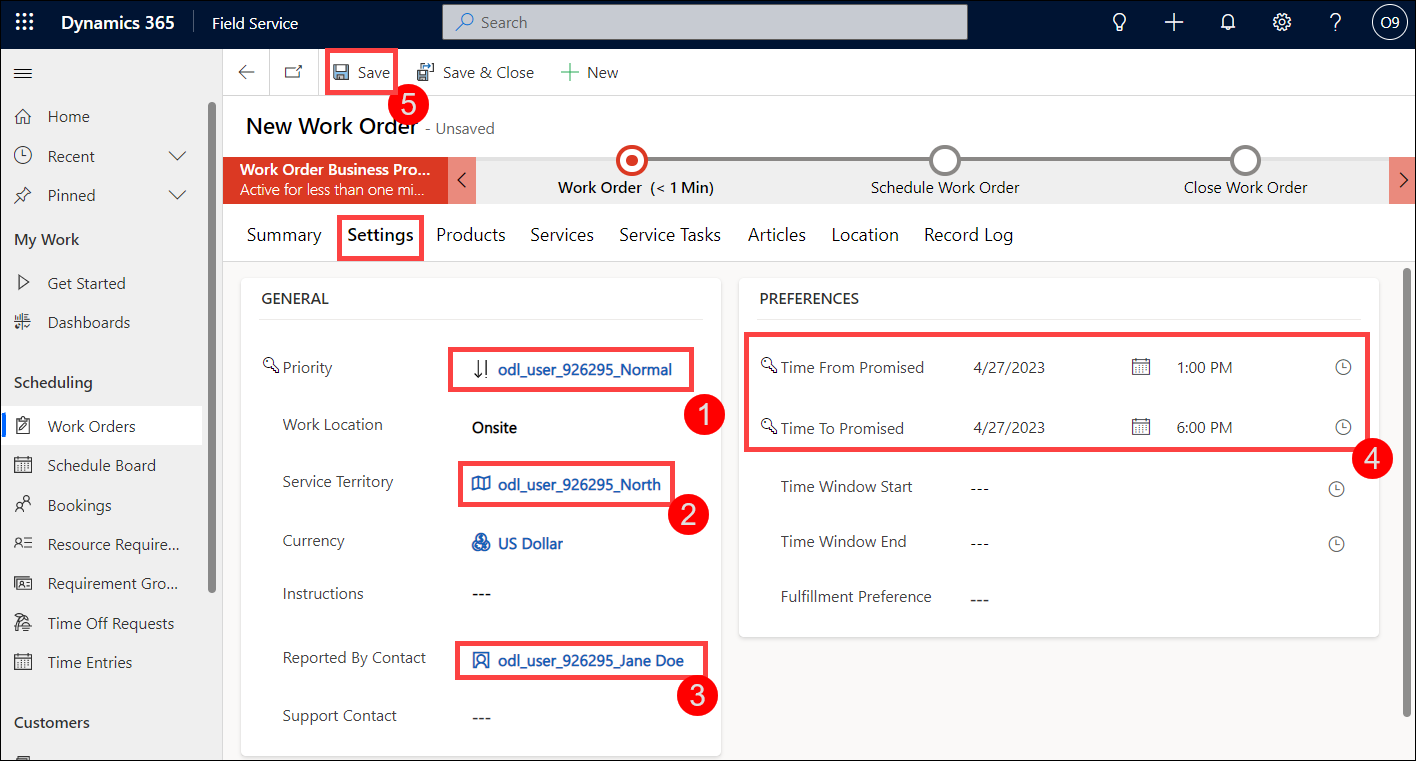 Dynamics 365 Field Service Search ? O9
Save Save & Close New
5
New Work Order - Unsaved
Home
Recent
Pinned
My Work
Get Started
Dashboards
Scheduling
Work Orders
Schedule Board
Bookings
Resource Require...
Requirement Gro...
Time Off Requests
Time Entries
Customers
Work Order Business Pro...
Active for less than one mi...
Work Order (< 1 Min)
Schedule Work Order
Close Work Order
Summary Settings Products Services Service Tasks Articles Location Record Log
GENERAL
Priority odl_user_926295_Normal
1
Work Location Onsite
Service Territory odl_user_926295_North
2
Currency US Dollar
Instructions ---
Reported By Contact odl_user_926295_Jane Doe
3
Support Contact ---
PREFERENCES
Time From Promised 4/27/2023 1:00 PM
Time To Promised 4/27/2023 6:00 PM
4
Time Window Start ---
Time Window End ---
Fulfillment Preference ---